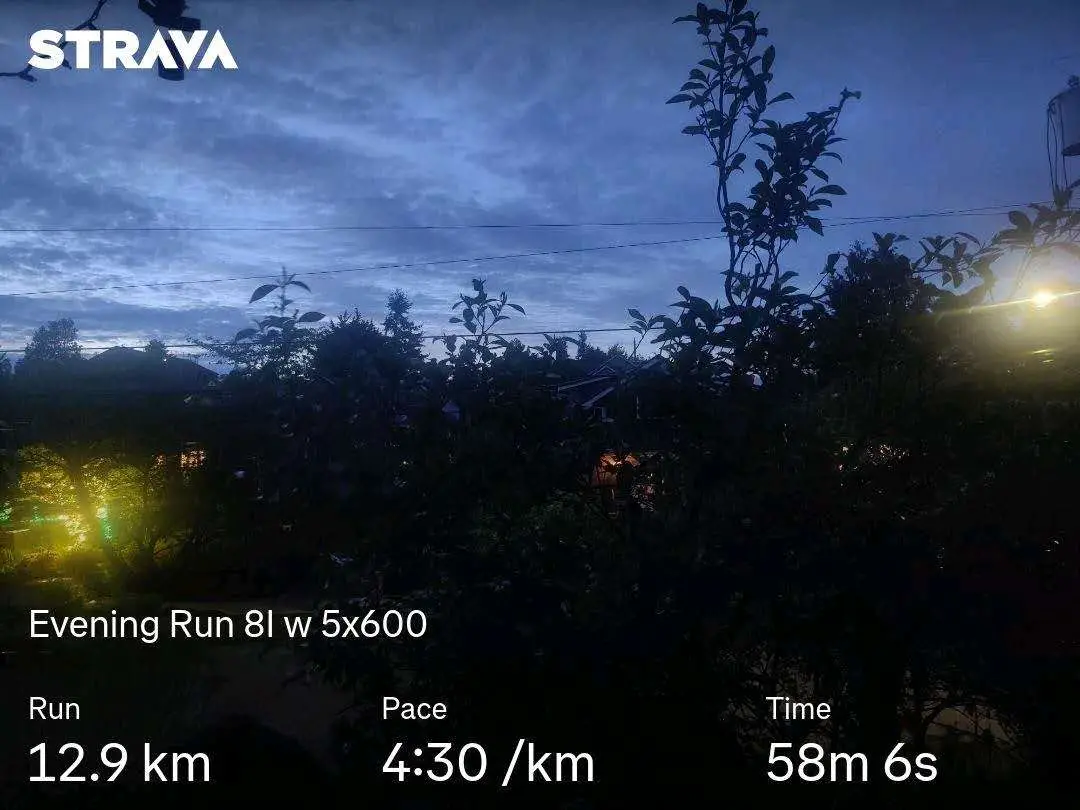 STRAVA
Evening Run 8l w 5x600
Run
12.9 km
Pace
4:30 /km
Time
58m 6s